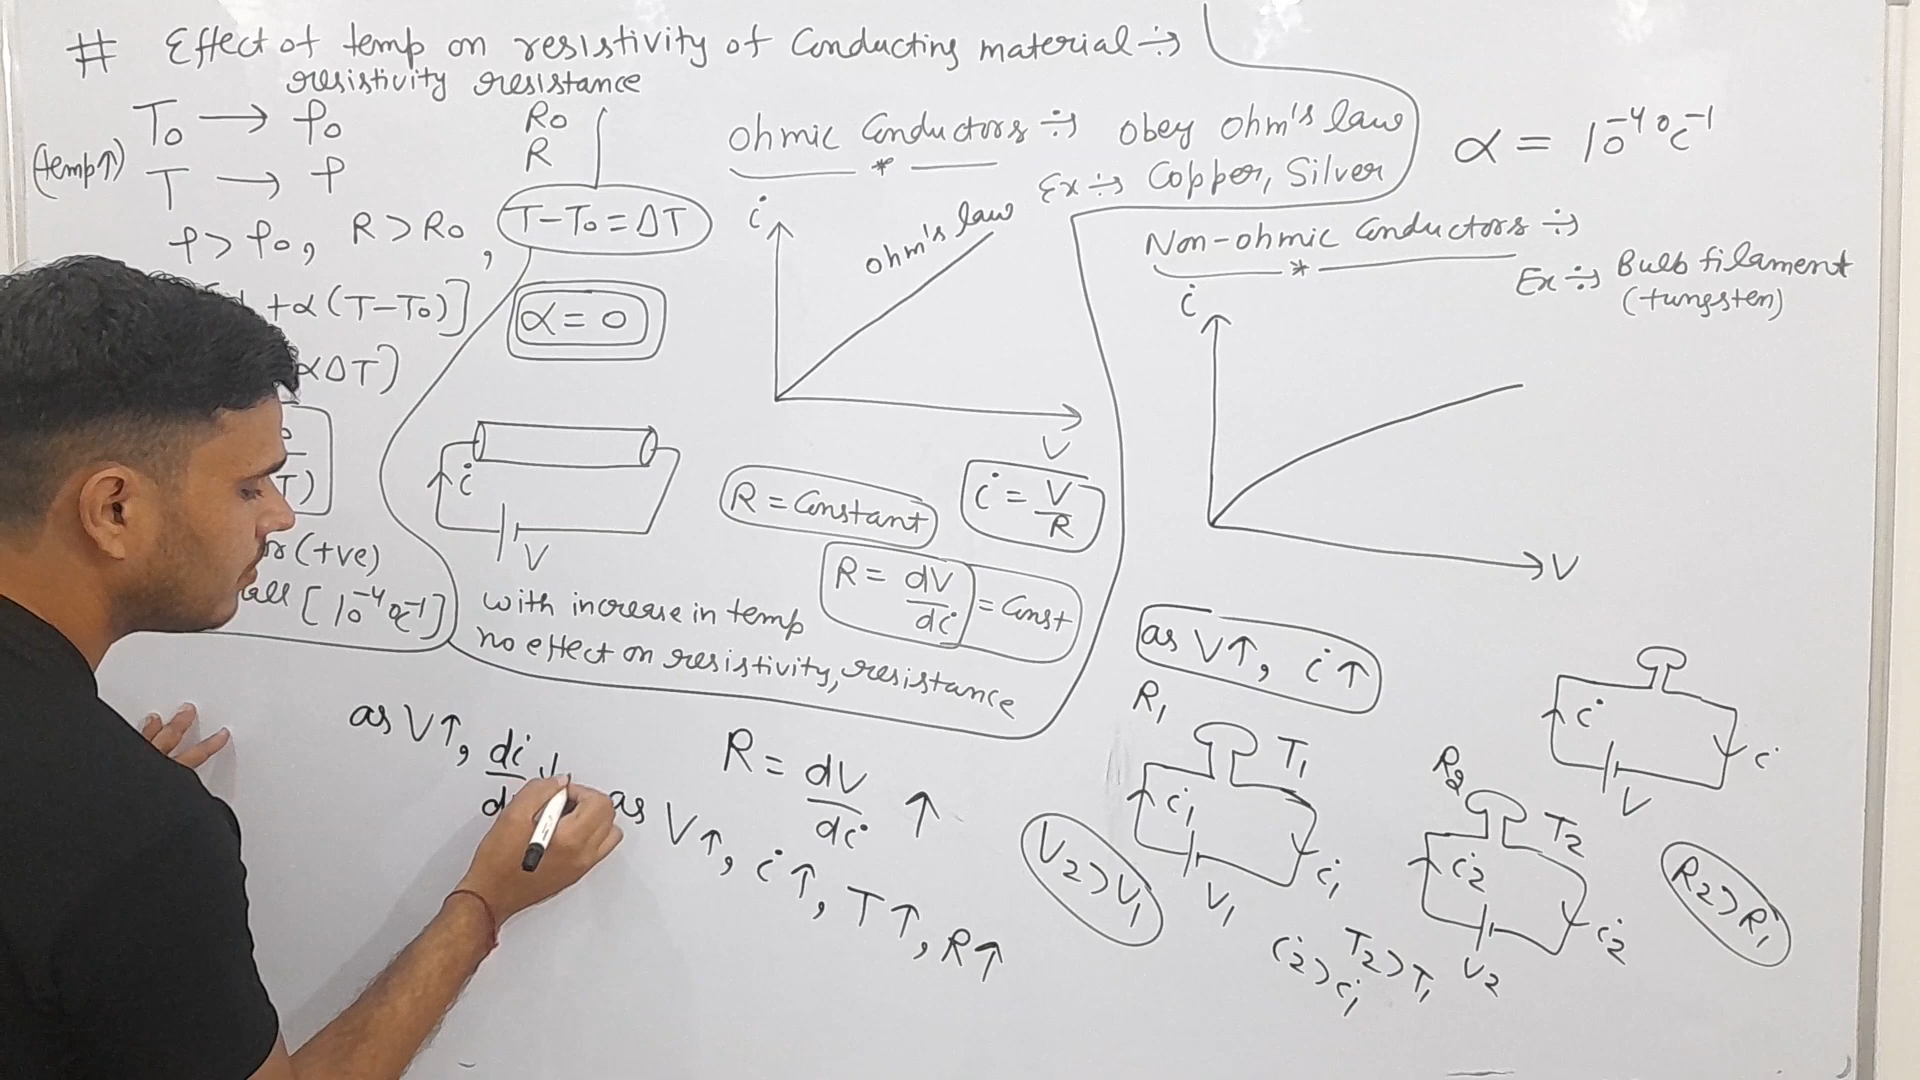 # Effect of temp on resistivity of Conducting material ÷>
resistivity resistance
T₀ → ρ₀
(temp↑) T → ρ
R₀
R
ρ > ρ₀, R > R₀, T-T₀ = ΔT
+α(T-T₀)]
αΔT)
T)
(+ve)
[10⁻⁴ °C⁻¹]
α = 0
i
V
with increase in temp
no effect on resistivity, resistance
Ohmic Conductors ÷> Obey Ohm's law
Ex ÷> Copper, Silver
i
Ohm's law
V
R = Constant
i = V/R
R = dV/di = Const
α = 10⁻⁴ °C⁻¹
Non-ohmic Conductors ÷>
Ex ÷> Bulb filament
(tungsten)
i
V
as V↑, i↑
as V↑, di
R = dV/di ↑
as V↑, i↑, T↑, R↑
V₂>V₁
R₁
T₁
i₁
i₁
V₁
i₂>i₁
T₂>T₁
R₂
T₂
i₂
i₂
V₂
i
i
V
R₂>R₁